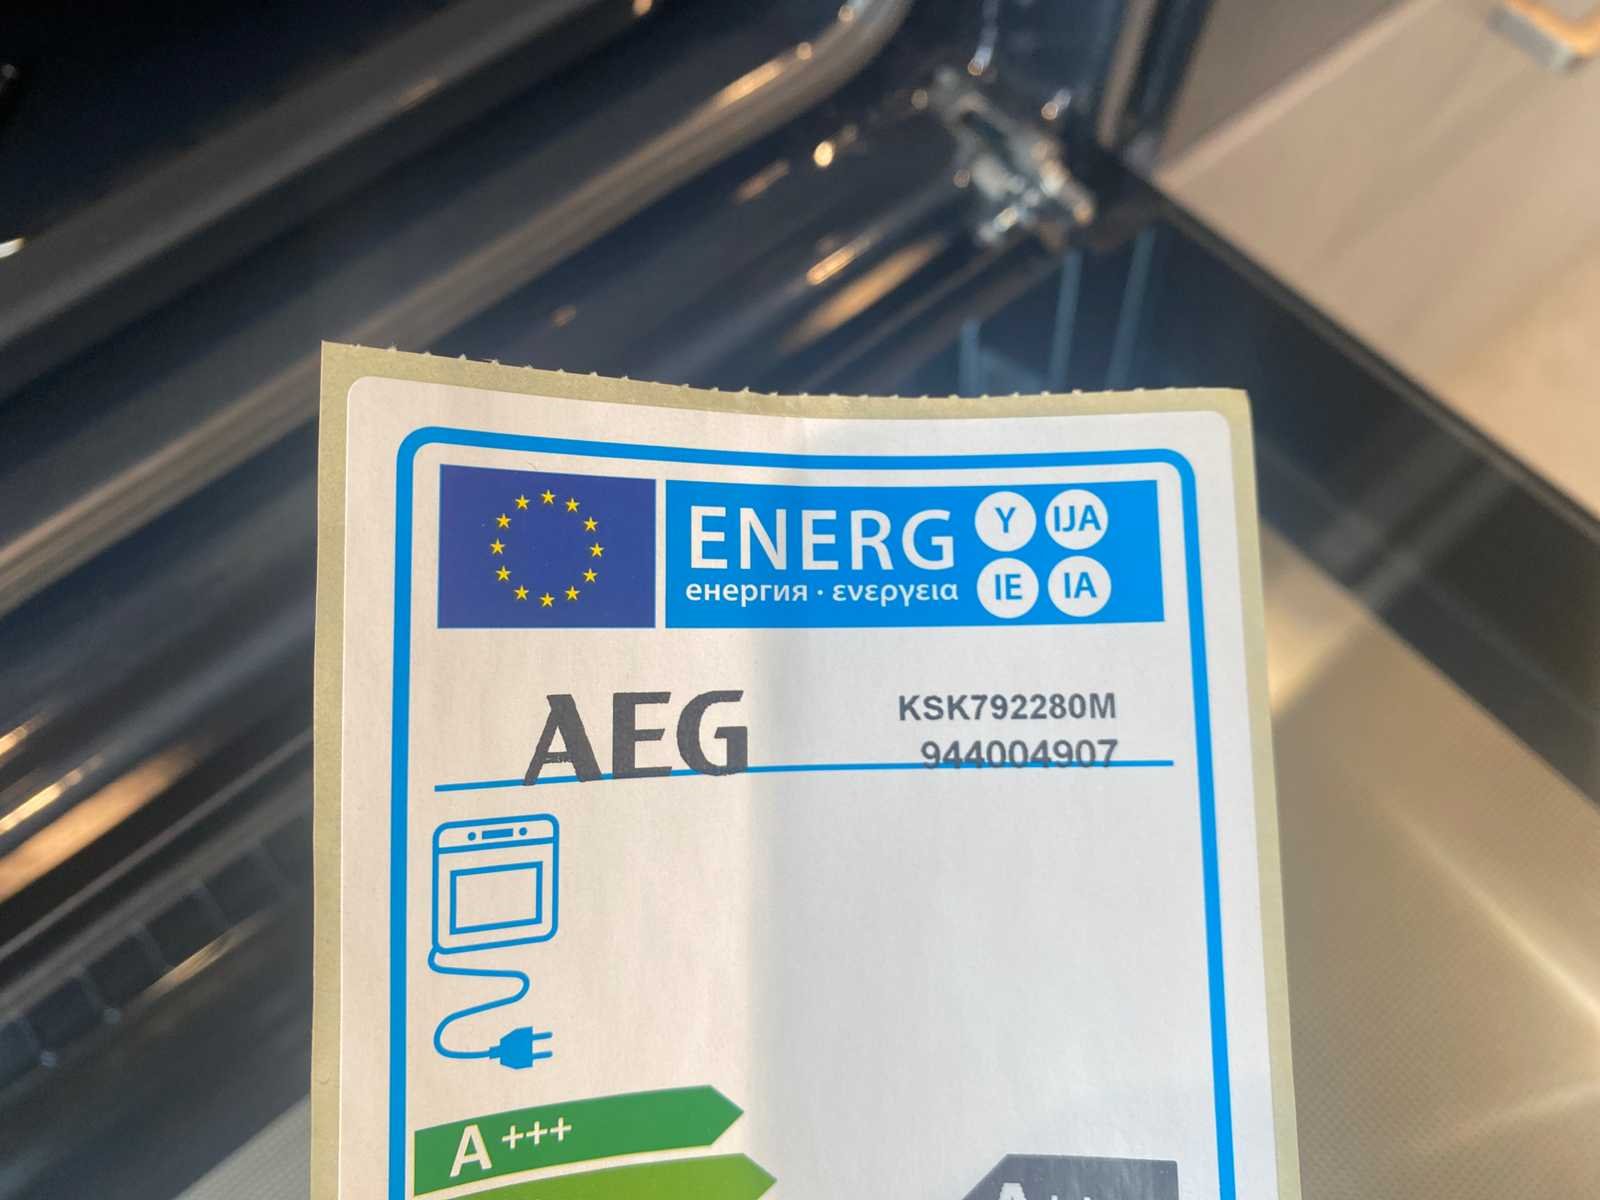 ENERG Y IJA
енергия · ενεργεια IE IA
AEG
KSK792280M
944004907
A+++